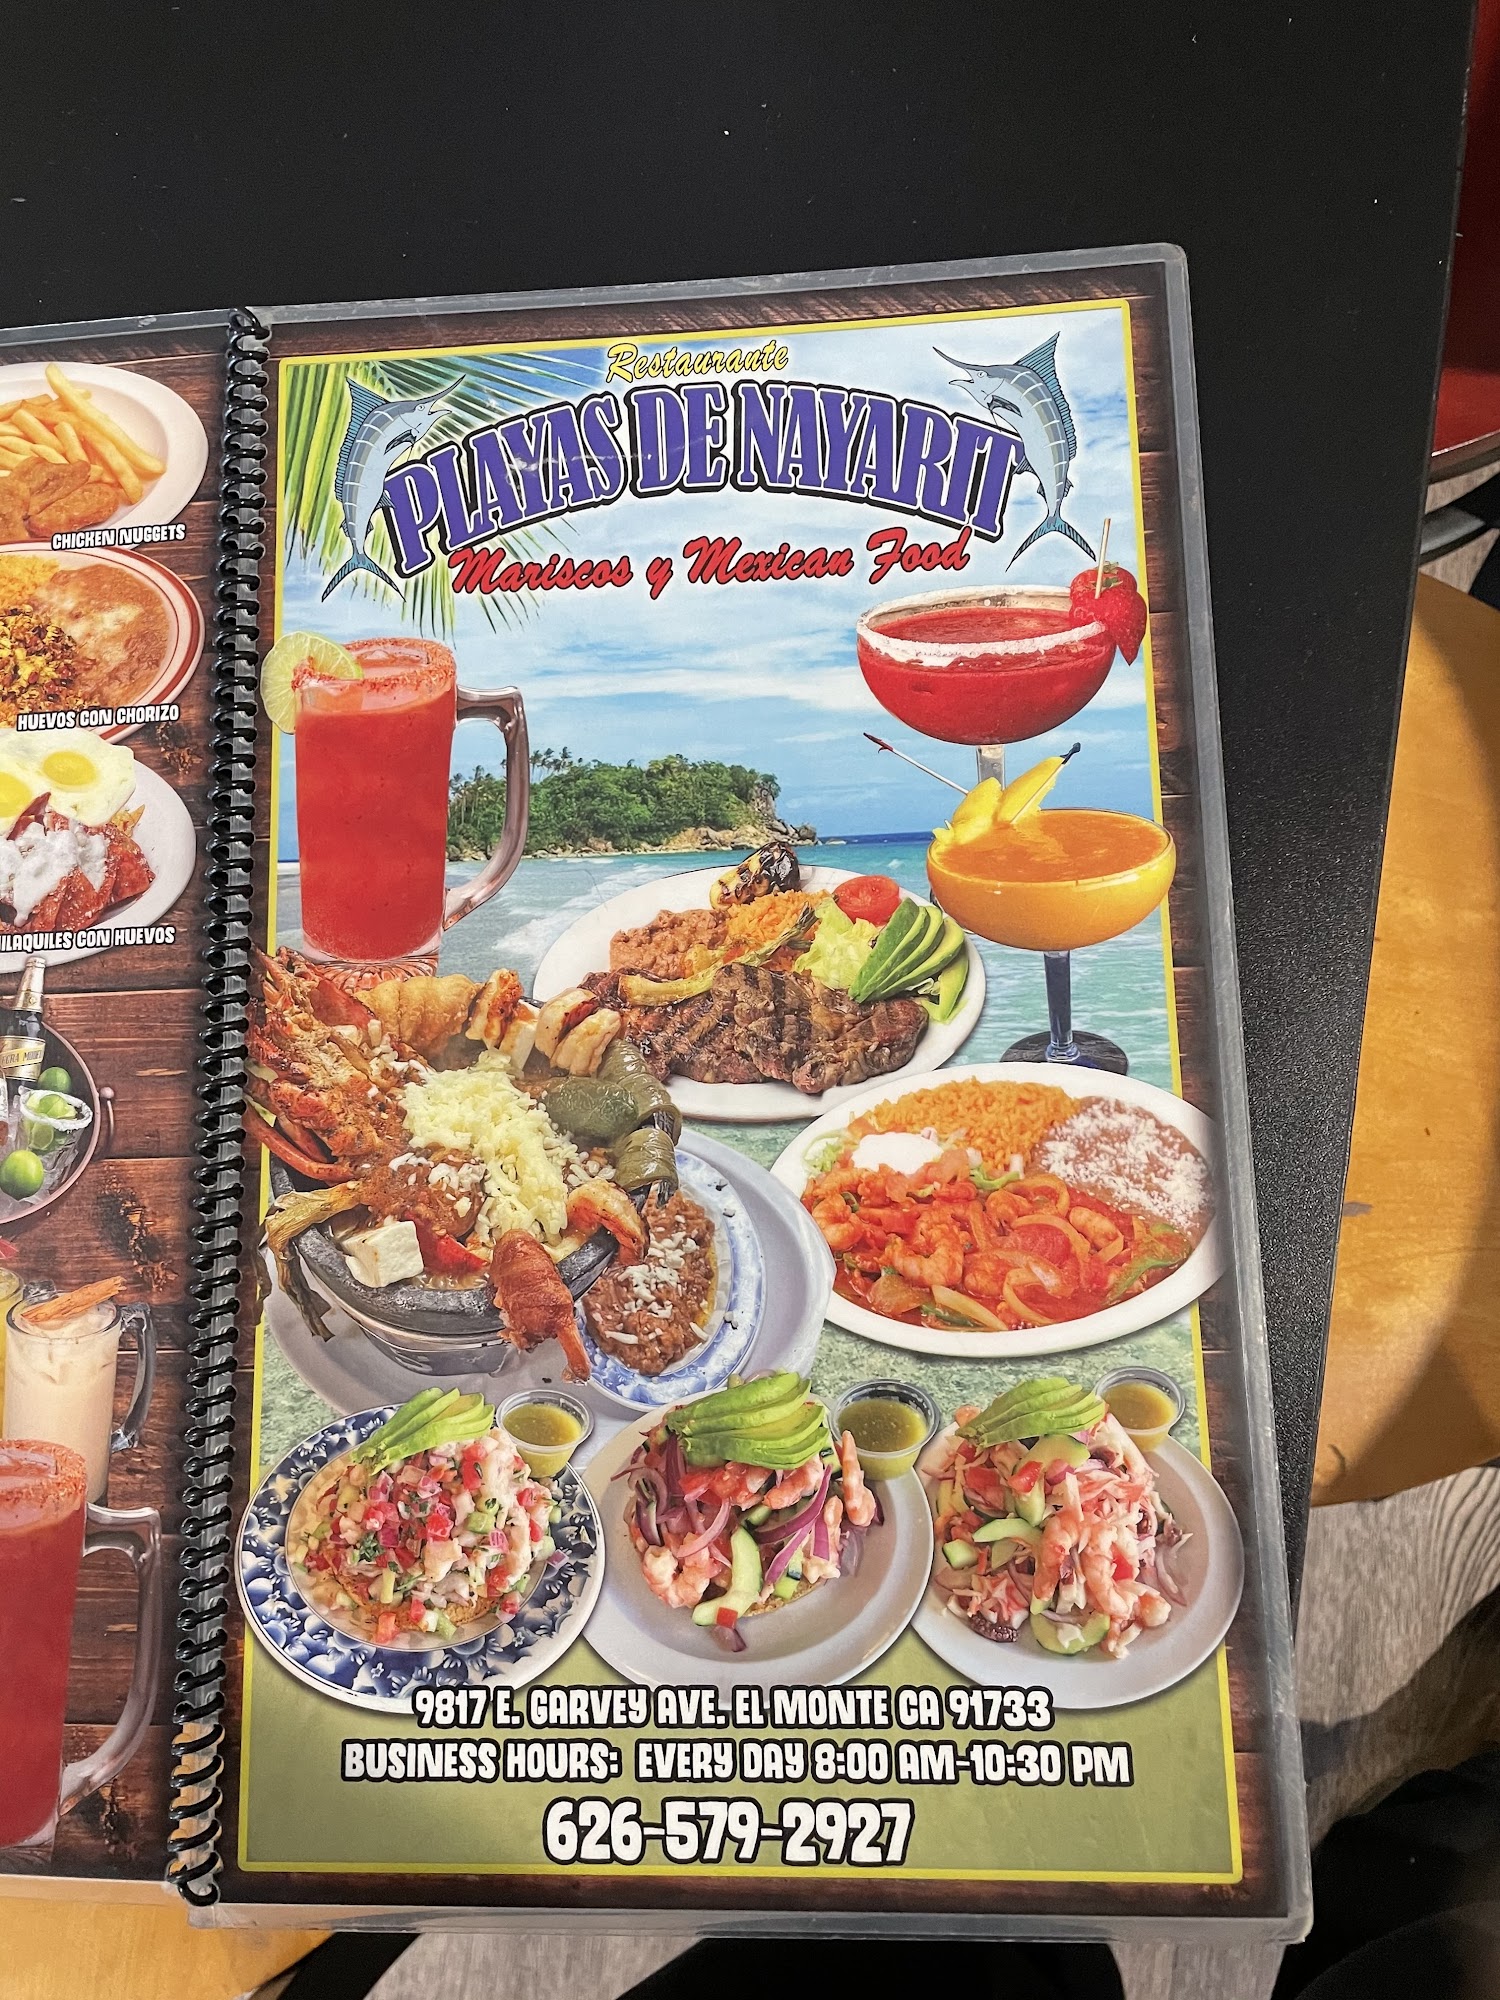 CHICKEN NUGGETS
HUEVOS CON CHORIZO
ILAQUILES CON HUEVOS
Restaurante
PLAYAS DE NAYARIT
Mariscos y Mexican Food
9817 E. GARVEY AVE. EL MONTE CA 91733
BUSINESS HOURS: EVERY DAY 8:00 AM-10:30 PM
626-579-2927